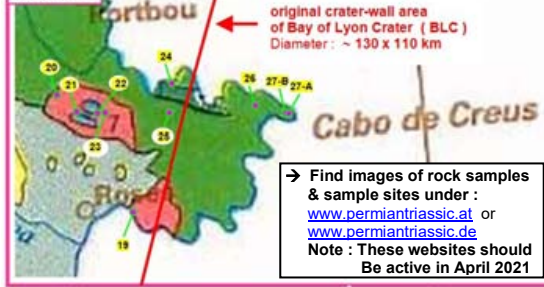 Portbou
original crater-wall area
of Bay of Lyon Crater ( BLC )
Diameter : ~ 130 x 110 km
24
20
21
22
26
27-B
27-A
7
Cabo de Creus
25
23
→ Find images of rock samples
& sample sites under :
www.permiantriassic.at or
www.permiantriassic.de
Note : These websites should
Be active in April 2021
19